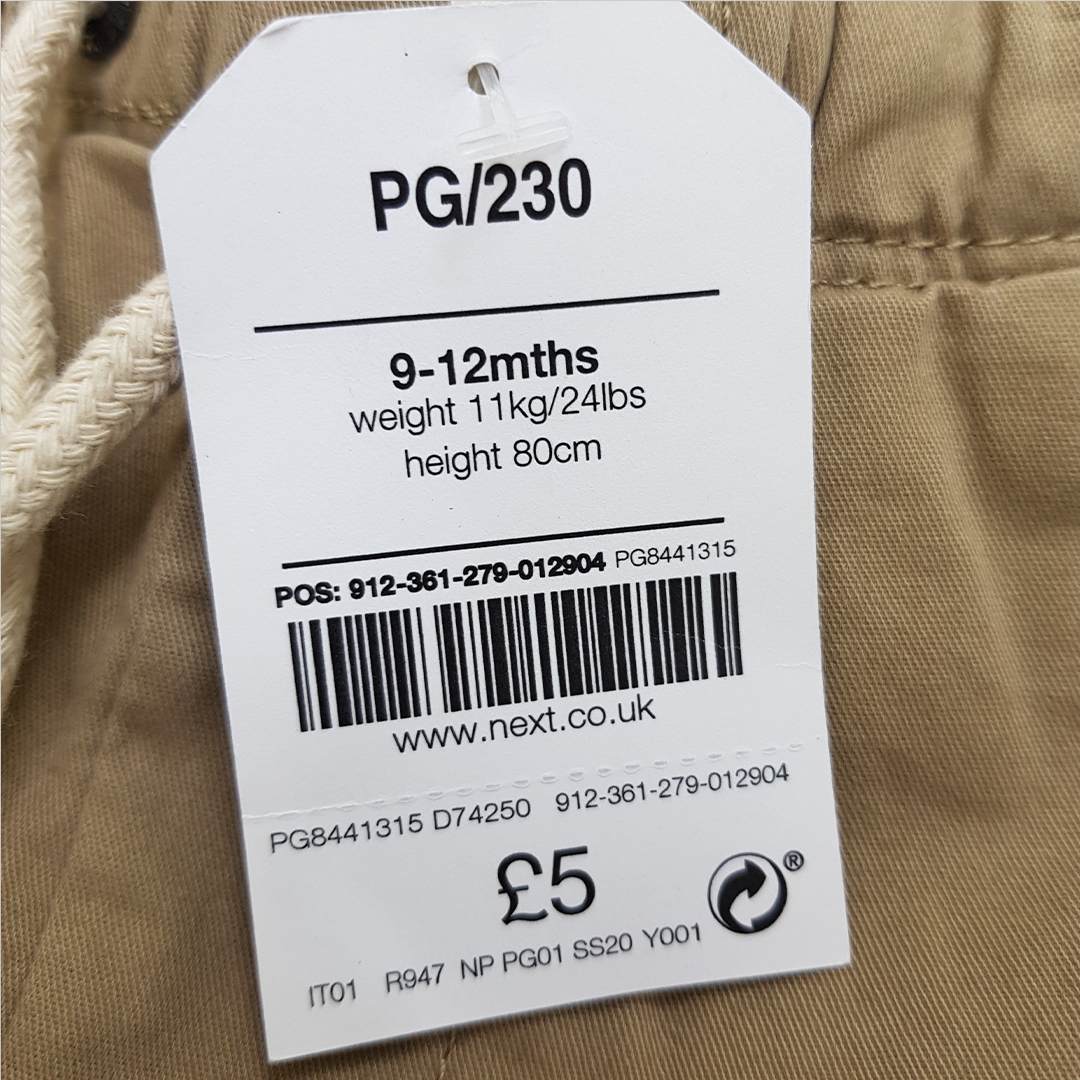 PG/230
9-12mths
weight 11kg/24lbs
height 80cm
POS: 912-361-279-012904 PG8441315
www.next.co.uk
PG8441315 D74250 912-361-279-012904
£5
®
IT01 R947 NP PG01 SS20 Y001